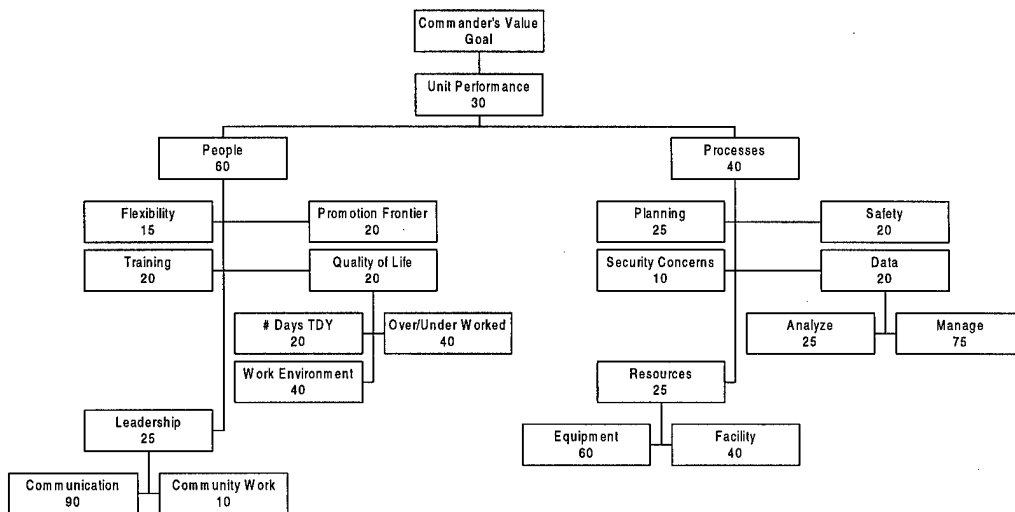 Commander's Value
Goal
Unit Performance
30
People
60
Processes
40
Flexibility
15
Promotion Frontier
20
Training
20
Quality of Life
20
# Days TDY
20
Over/Under Worked
40
Work Environment
40
Leadership
25
Communication
90
Community Work
10
Planning
25
Safety
20
Security Concerns
10
Data
20
Analyze
25
Manage
75
Resources
25
Equipment
60
Facility
40